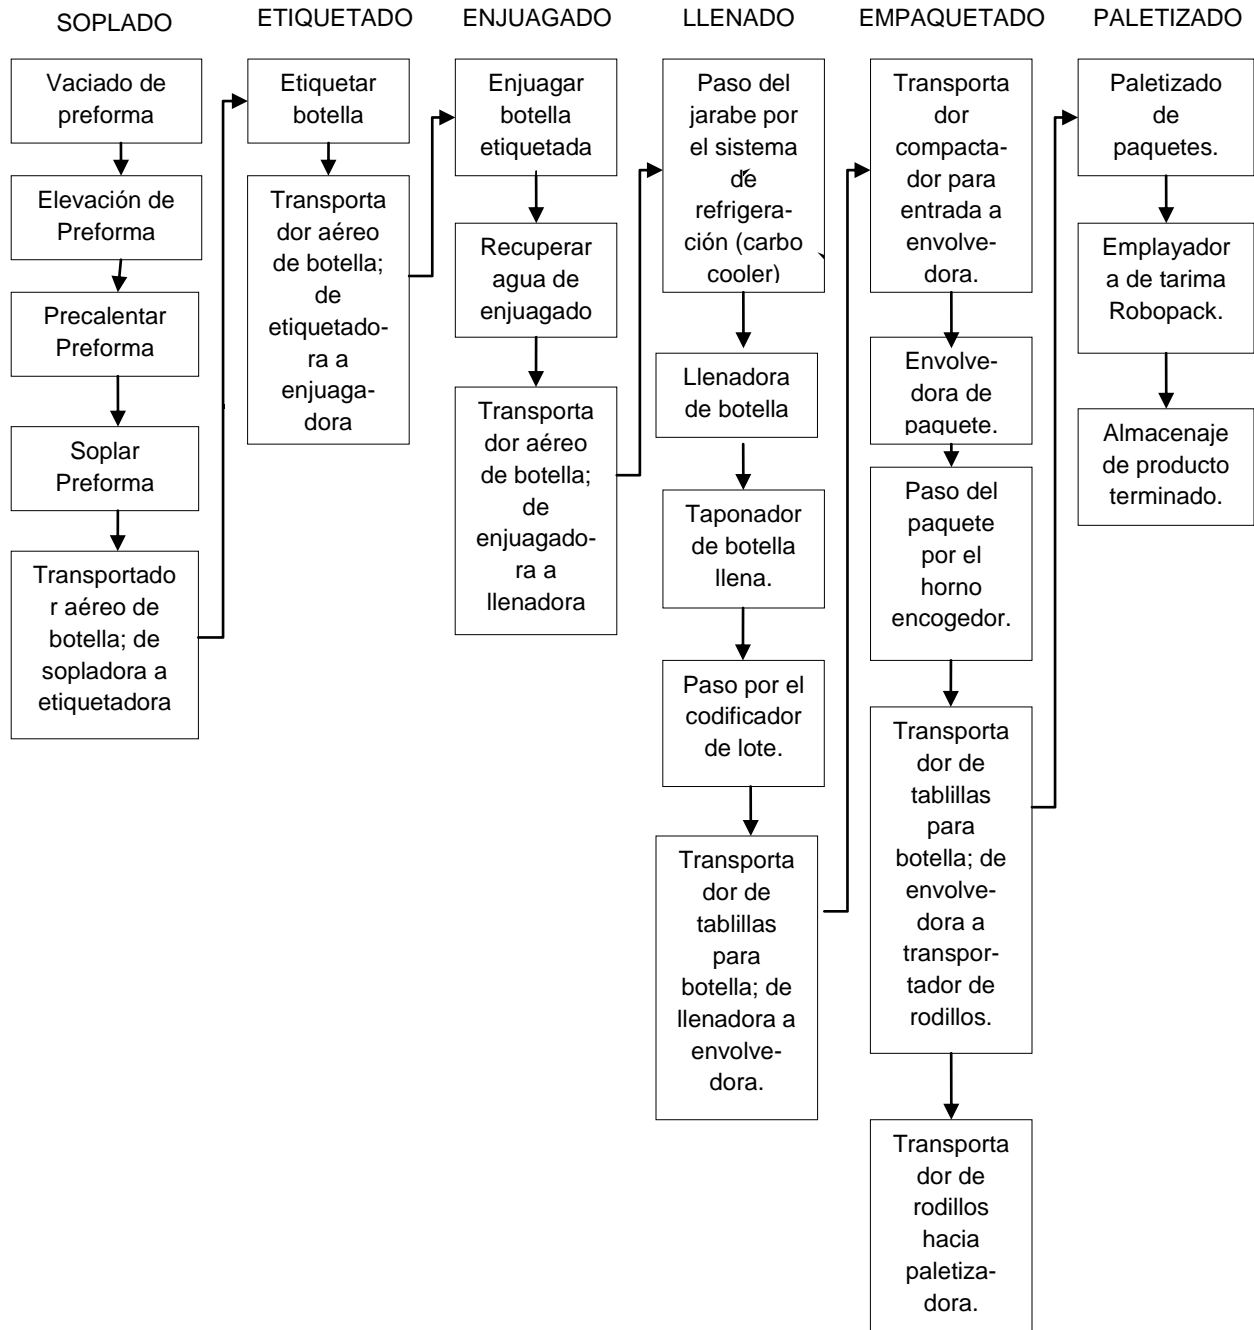 SOPLADO
Vaciado de
preforma
Elevación de
Preforma
Precalentar
Preforma
Soplar
Preforma
Transportado
r aéreo de
botella; de
sopladora a
etiquetadora
ETIQUETADO
Etiquetar
botella
Transporta
dor aéreo
de botella;
de
etiquetado-
ra a
enjuaga-
dora
ENJUAGADO
Enjuagar
botella
etiquetada
Recuperar
agua de
enjuagado
Transporta
dor aéreo
de botella;
de
enjuagado-
ra a
llenadora
LLENADO
Paso del
jarabe por
el sistema
de
refrigera-
ción (carbo
cooler)
Llenadora
de botella
Taponador
de botella
llena.
Paso por el
codificador
de lote.
Transporta
dor de
tablillas
para
botella; de
llenadora a
envolve-
dora.
EMPAQUETADO
Transporta
dor
compacta-
dor para
entrada a
envolve-
dora.
Envolve-
dora de
paquete.
Paso del
paquete
por el
horno
encogedor.
Transporta
dor de
tablillas
para
botella; de
envolve-
dora a
transpor-
tador de
rodillos.
Transporta
dor de
rodillos
hacia
paletiza-
dora.
PALETIZADO
Paletizado
de
paquetes.
Emplayador
a de tarima
Robopack.
Almacenaje
de producto
terminado.